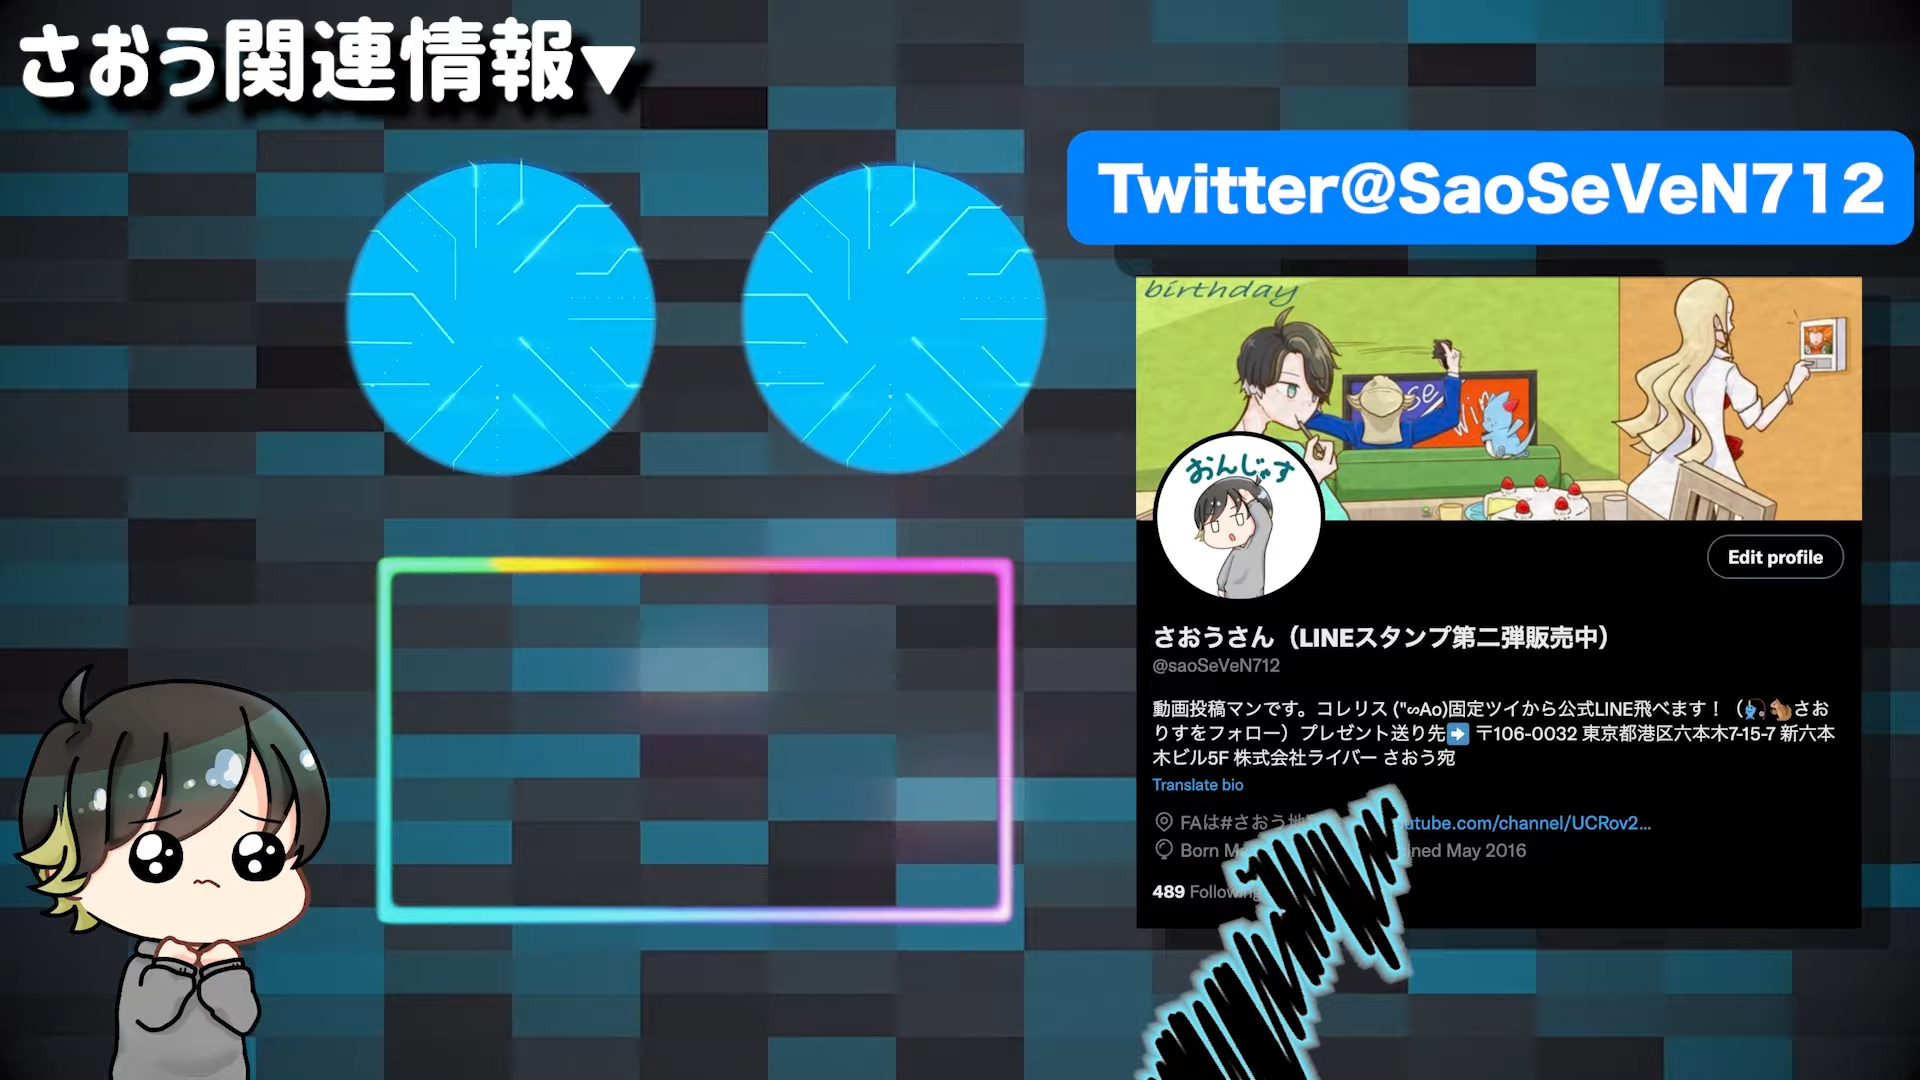 さおう関連情報▼
Twitter@SaoSeVeN712
birthday
おんじゃす
Edit profile
さおうさん（LINEスタンプ第二弾販売中）
@saoSeVeN712
動画投稿マンです。コレリス ("∽Ao)固定ツイから公式LINE飛べます！（🎣🐿️さお
りすをフォロー）プレゼント送り先➡️ 〒106-0032 東京都港区六本木7-15-7 新六本
木ビル5F 株式会社ライバー さおう宛
Translate bio
FAは#さおう地 utube.com/channel/UCRov2...
Born ined May 2016
489 Following